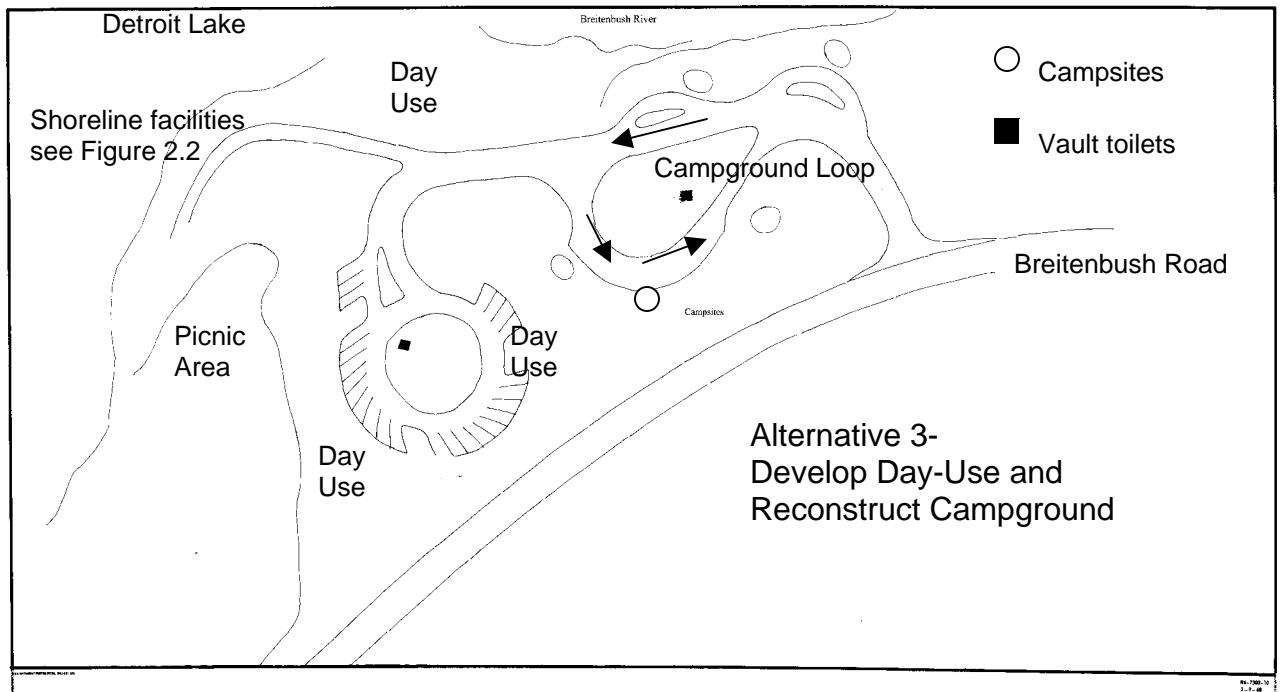 Detroit Lake
Breitenbush River
Day
Use
Campsites
Shoreline facilities
see Figure 2.2
Vault toilets
Campground Loop
Breitenbush Road
Campsites
Picnic
Area
Day
Use
Day
Use
Alternative 3-
Develop Day-Use and
Reconstruct Campground